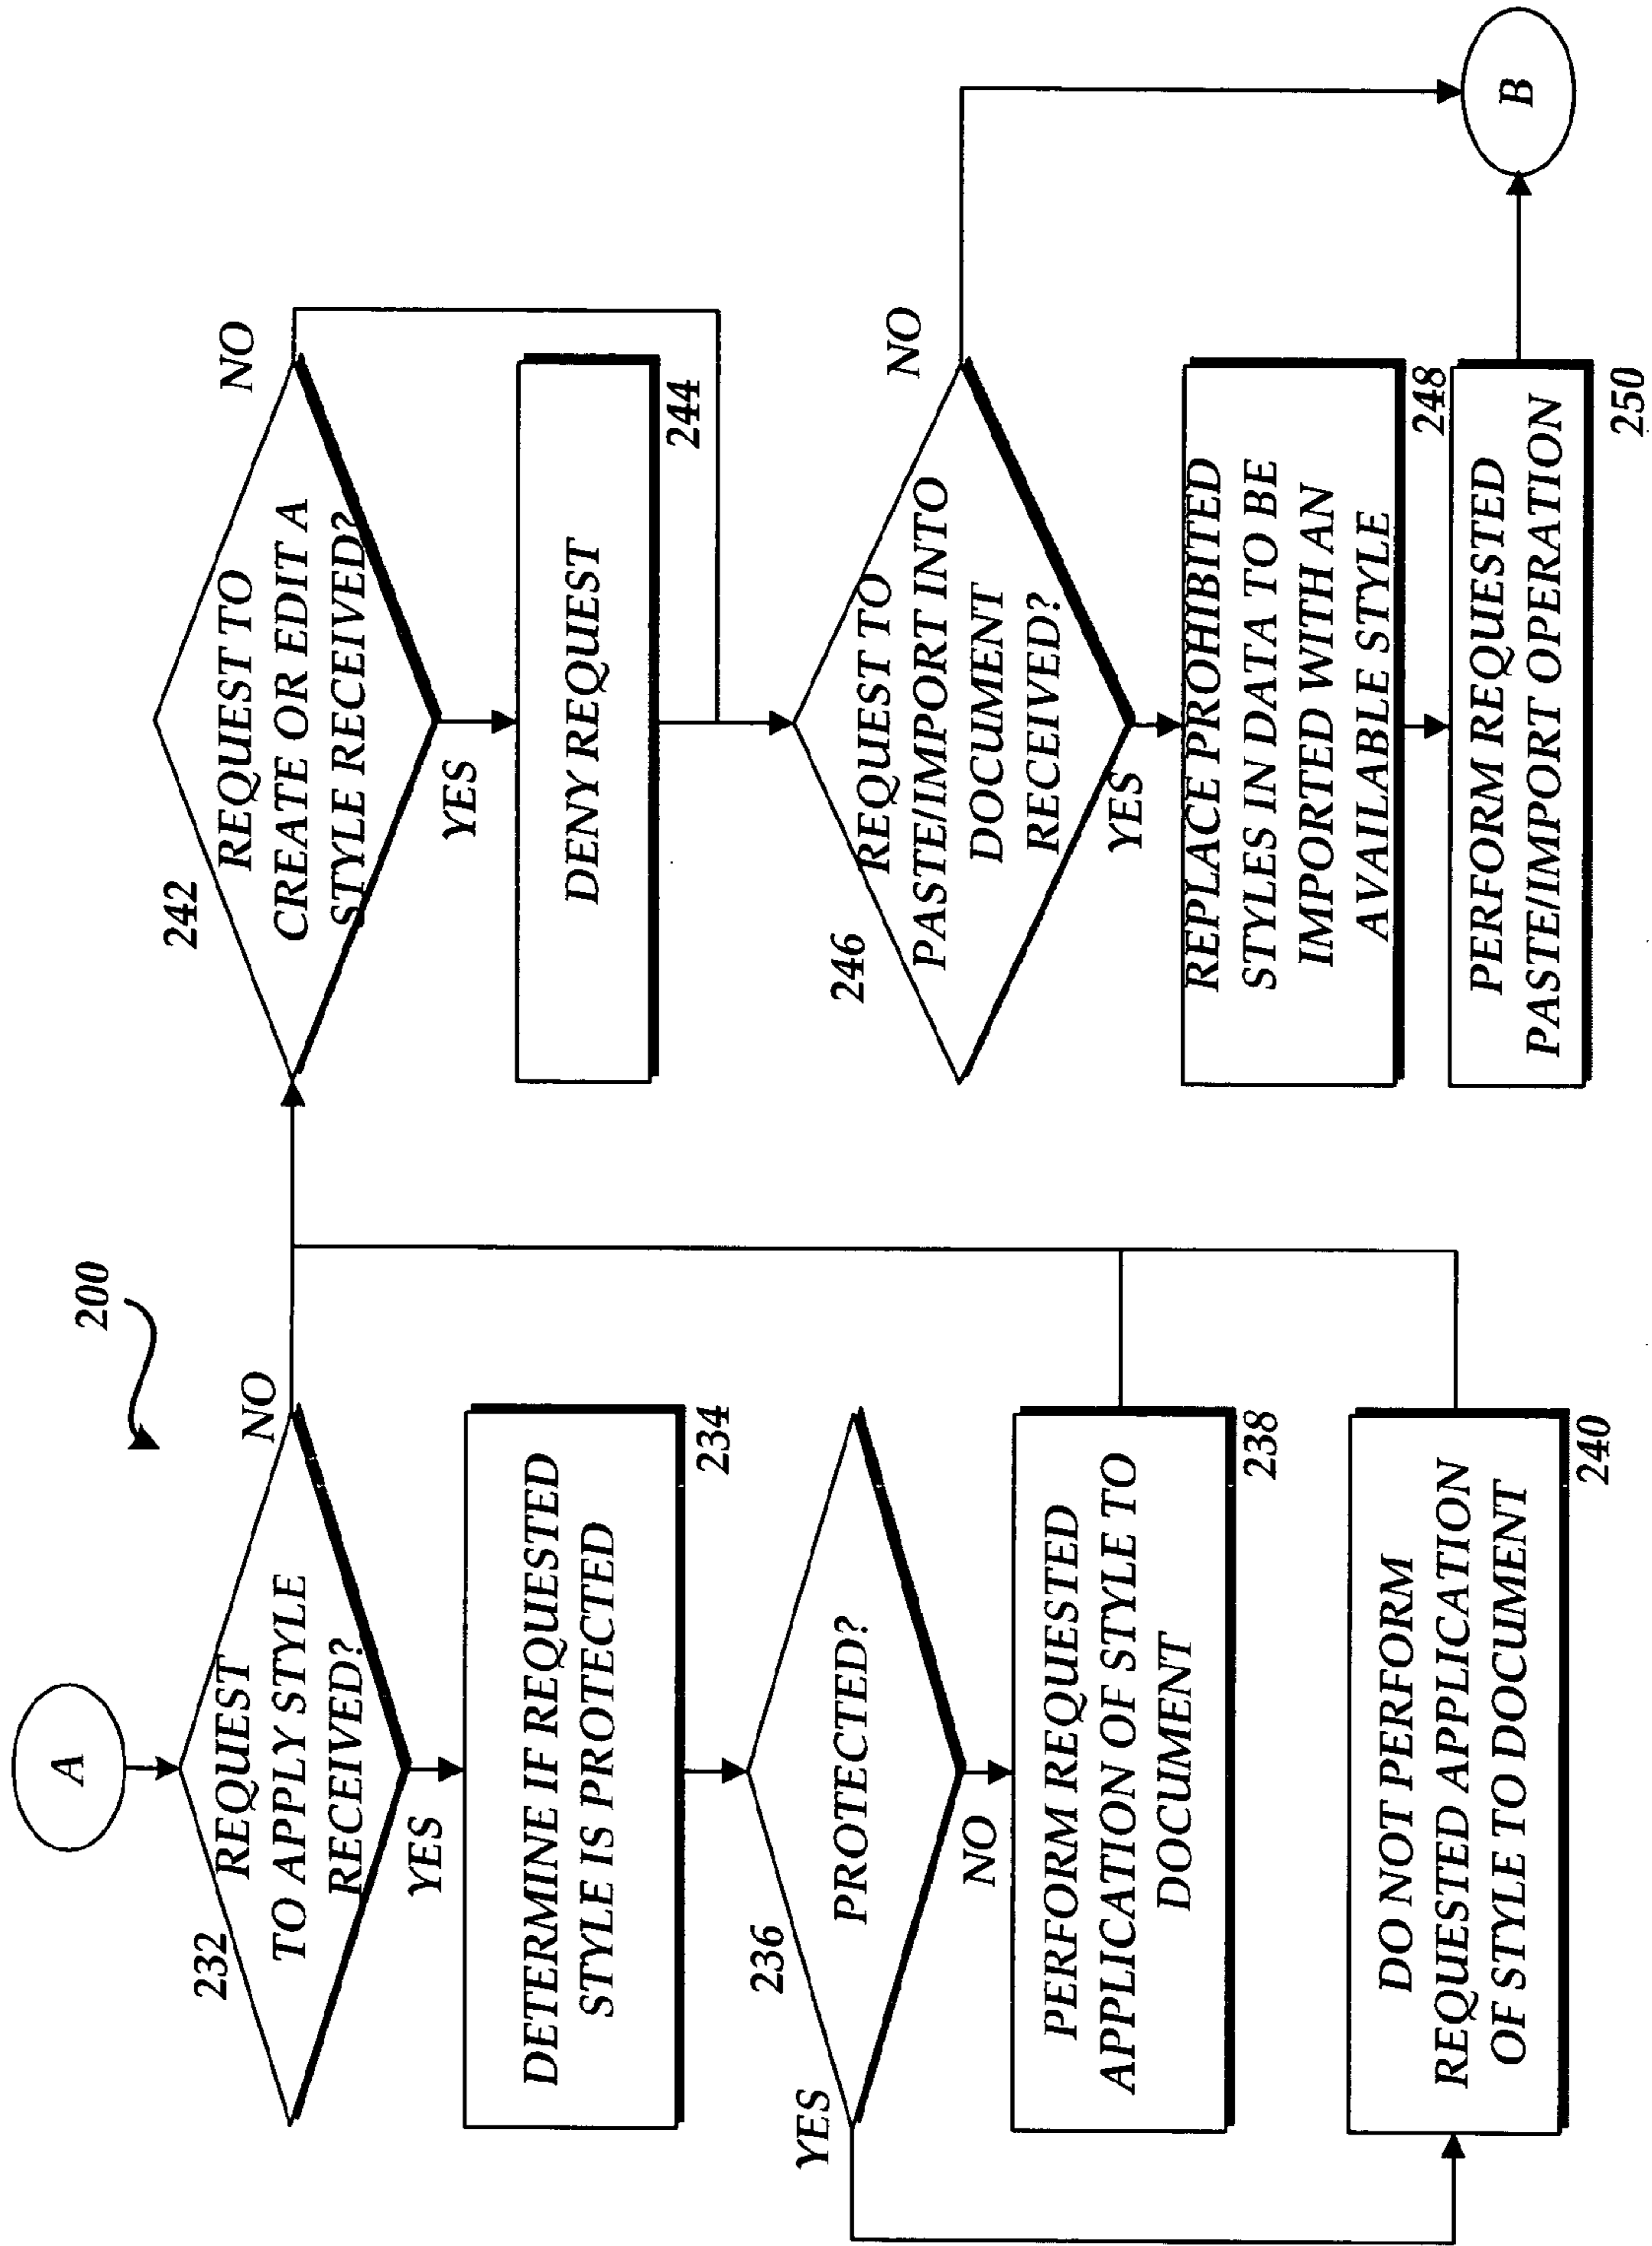 200
A
232
REQUEST
TO APPLY STYLE
RECEIVED?
NO
YES
DETERMINE IF REQUESTED
STYLE IS PROTECTED
234
236
PROTECTED?
YES
NO
PERFORM REQUESTED
APPLICATION OF STYLE TO
DOCUMENT
238
DO NOT PERFORM
REQUESTED APPLICATION
OF STYLE TO DOCUMENT
240
242
REQUEST TO
CREATE OR EDIT A
STYLE RECEIVED?
NO
YES
DENY REQUEST
244
246
REQUEST TO
PASTE/IMPORT INTO
DOCUMENT
RECEIVED?
NO
YES
REPLACE PROHIBITED
STYLES IN DATA TO BE
IMPORTED WITH AN
AVAILABLE STYLE
248
PERFORM REQUESTED
PASTE/IMPORT OPERATION
250
B